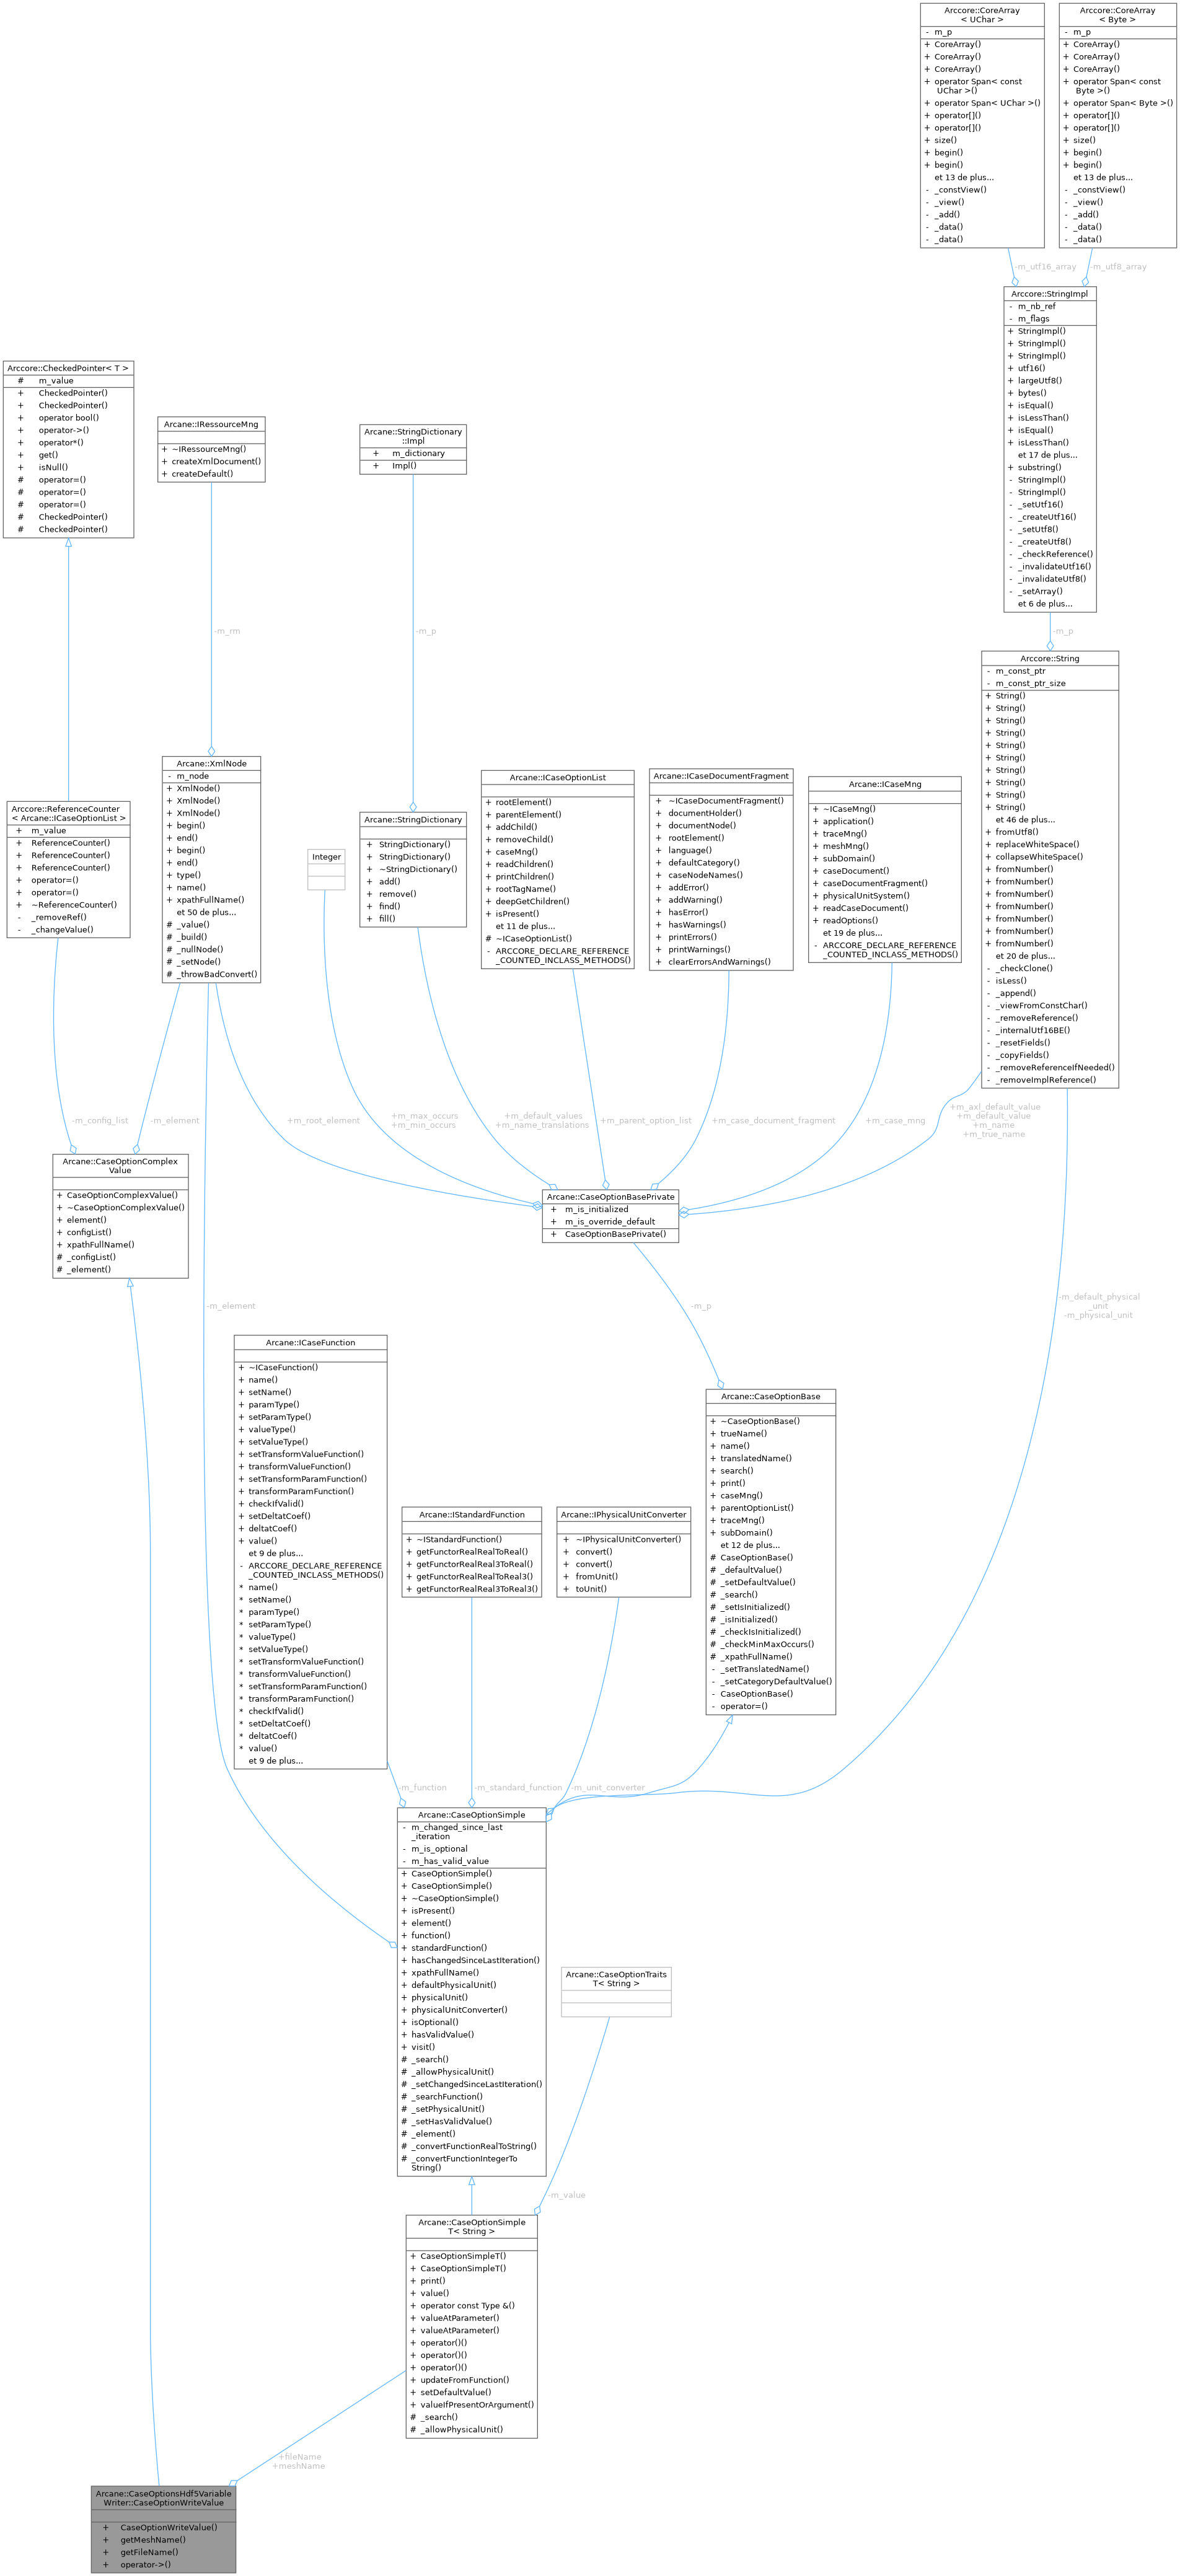 Arccore::CoreArray
< UChar >
- m_p
+ CoreArray()
+ CoreArray()
+ CoreArray()
+ operator Span< const
UChar >()
+ operator Span< UChar >()
+ operator[]()
+ operator[]()
+ size()
+ begin()
+ begin()
et 13 de plus...
- _constView()
- _view()
- _add()
- _data()
- _data()
Arccore::CoreArray
< Byte >
- m_p
+ CoreArray()
+ CoreArray()
+ CoreArray()
+ operator Span< const
Byte >()
+ operator Span< Byte >()
+ operator[]()
+ operator[]()
+ size()
+ begin()
+ begin()
et 13 de plus...
- _constView()
- _view()
- _add()
- _data()
- _data()
-m_utf16_array
-m_utf8_array
Arccore::StringImpl
- m_nb_ref
- m_flags
+ StringImpl()
+ StringImpl()
+ StringImpl()
+ utf16()
+ largeUtf8()
+ bytes()
+ isEqual()
+ isLessThan()
+ isEqual()
+ isLessThan()
et 17 de plus...
+ substring()
- StringImpl()
- StringImpl()
- _setUtf16()
- _createUtf16()
- _setUtf8()
- _createUtf8()
- _checkReference()
- _invalidateUtf16()
- _invalidateUtf8()
- _setArray()
et 6 de plus...
-m_p
Arccore::CheckedPointer< T >
# m_value
+ CheckedPointer()
+ CheckedPointer()
+ operator bool()
+ operator->()
+ operator*()
+ get()
+ isNull()
# operator=()
# operator=()
# operator=()
# CheckedPointer()
# CheckedPointer()
Arcane::IRessourceMng
+ ~IRessourceMng()
+ createXmlDocument()
+ createDefault()
-m_rm
Arcane::StringDictionary
::Impl
+ m_dictionary
+ Impl()
-m_p
Arccore::String
- m_const_ptr
- m_const_ptr_size
+ String()
+ String()
+ String()
+ String()
+ String()
+ String()
+ String()
+ String()
+ String()
+ String()
et 46 de plus...
+ fromUtf8()
+ replaceWhiteSpace()
+ collapseWhiteSpace()
+ fromNumber()
+ fromNumber()
+ fromNumber()
+ fromNumber()
+ fromNumber()
+ fromNumber()
+ fromNumber()
et 20 de plus...
- _checkClone()
- isLess()
- _append()
- _viewFromConstChar()
- _removeReference()
- _internalUtf16BE()
- _resetFields()
- _copyFields()
- _removeReferenceIfNeeded()
- _removeImplReference()
Arccore::ReferenceCounter
< Arcane::ICaseOptionList >
+ m_value
+ ReferenceCounter()
+ ReferenceCounter()
+ ReferenceCounter()
+ operator=()
+ operator=()
+ ~ReferenceCounter()
- _removeRef()
- _changeValue()
Arcane::XmlNode
- m_node
+ XmlNode()
+ XmlNode()
+ XmlNode()
+ begin()
+ end()
+ begin()
+ end()
+ type()
+ name()
+ xpathFullName()
et 50 de plus...
# _value()
# _build()
# _nullNode()
# _setNode()
# _throwBadConvert()
Integer
Arcane::StringDictionary
+ StringDictionary()
+ StringDictionary()
+ ~StringDictionary()
+ add()
+ remove()
+ find()
+ fill()
Arcane::ICaseOptionList
+ rootElement()
+ parentElement()
+ addChild()
+ removeChild()
+ caseMng()
+ readChildren()
+ printChildren()
+ rootTagName()
+ deepGetChildren()
+ isPresent()
et 11 de plus...
# ~ICaseOptionList()
- ARCCORE_DECLARE_REFERENCE
_COUNTED_INCLASS_METHODS()
Arcane::ICaseDocumentFragment
+ ~ICaseDocumentFragment()
+ documentHolder()
+ documentNode()
+ rootElement()
+ language()
+ defaultCategory()
+ caseNodeNames()
+ addError()
+ addWarning()
+ hasError()
+ hasWarnings()
+ printErrors()
+ printWarnings()
+ clearErrorsAndWarnings()
Arcane::ICaseMng
+ ~ICaseMng()
+ application()
+ traceMng()
+ meshMng()
+ subDomain()
+ caseDocument()
+ caseDocumentFragment()
+ physicalUnitSystem()
+ readCaseDocument()
+ readOptions()
et 19 de plus...
- ARCCORE_DECLARE_REFERENCE
_COUNTED_INCLASS_METHODS()
-m_config_list
-m_element
+m_root_element
+m_max_occurs
+m_min_occurs
+m_default_values
+m_name_translations
+m_parent_option_list
+m_case_document_fragment
+m_case_mng
+m_axl_default_value
+m_default_value
+m_name
+m_true_name
Arcane::CaseOptionComplex
Value
+ CaseOptionComplexValue()
+ ~CaseOptionComplexValue()
+ element()
+ configList()
+ xpathFullName()
# _configList()
# _element()
Arcane::CaseOptionBasePrivate
+ m_is_initialized
+ m_is_override_default
+ CaseOptionBasePrivate()
-m_element
-m_p
-m_default_physical
_unit
-m_physical_unit
Arcane::ICaseFunction
+ ~ICaseFunction()
+ name()
+ setName()
+ paramType()
+ setParamType()
+ valueType()
+ setValueType()
+ setTransformValueFunction()
+ transformValueFunction()
+ setTransformParamFunction()
+ transformParamFunction()
+ checkIfValid()
+ setDeltatCoef()
+ deltatCoef()
+ value()
et 9 de plus...
- ARCCORE_DECLARE_REFERENCE
_COUNTED_INCLASS_METHODS()
* name()
* setName()
* paramType()
* setParamType()
* valueType()
* setValueType()
* setTransformValueFunction()
* transformValueFunction()
* setTransformParamFunction()
* transformParamFunction()
* checkIfValid()
* setDeltatCoef()
* deltatCoef()
* value()
et 9 de plus...
Arcane::IStandardFunction
+ ~IStandardFunction()
+ getFunctorRealRealToReal()
+ getFunctorRealReal3ToReal()
+ getFunctorRealRealToReal3()
+ getFunctorRealReal3ToReal3()
Arcane::IPhysicalUnitConverter
+ ~IPhysicalUnitConverter()
+ convert()
+ convert()
+ fromUnit()
+ toUnit()
Arcane::CaseOptionBase
+ ~CaseOptionBase()
+ trueName()
+ name()
+ translatedName()
+ search()
+ print()
+ caseMng()
+ parentOptionList()
+ traceMng()
+ subDomain()
et 12 de plus...
# CaseOptionBase()
# _defaultValue()
# _setDefaultValue()
# _search()
# _setIsInitialized()
# _isInitialized()
# _checkIsInitialized()
# _checkMinMaxOccurs()
# _xpathFullName()
- _setTranslatedName()
- _setCategoryDefaultValue()
- CaseOptionBase()
- operator=()
-m_function
-m_standard_function
-m_unit_converter
Arcane::CaseOptionSimple
- m_changed_since_last
_iteration
- m_is_optional
- m_has_valid_value
+ CaseOptionSimple()
+ CaseOptionSimple()
+ ~CaseOptionSimple()
+ isPresent()
+ element()
+ function()
+ standardFunction()
+ hasChangedSinceLastIteration()
+ xpathFullName()
+ defaultPhysicalUnit()
+ physicalUnit()
+ physicalUnitConverter()
+ isOptional()
+ hasValidValue()
+ visit()
# _search()
# _allowPhysicalUnit()
# _setChangedSinceLastIteration()
# _searchFunction()
# _setPhysicalUnit()
# _setHasValidValue()
# _element()
# _convertFunctionRealToString()
# _convertFunctionIntegerTo
String()
Arcane::CaseOptionTraits
T< String >
-m_value
Arcane::CaseOptionSimple
T< String >
+ CaseOptionSimpleT()
+ CaseOptionSimpleT()
+ print()
+ value()
+ operator const Type &()
+ valueAtParameter()
+ valueAtParameter()
+ operator()()
+ operator()()
+ operator()()
+ updateFromFunction()
+ setDefaultValue()
+ valueIfPresentOrArgument()
# _search()
# _allowPhysicalUnit()
+fileName
+meshName
Arcane::CaseOptionsHdf5Variable
Writer::CaseOptionWriteValue
+ CaseOptionWriteValue()
+ getMeshName()
+ getFileName()
+ operator->()